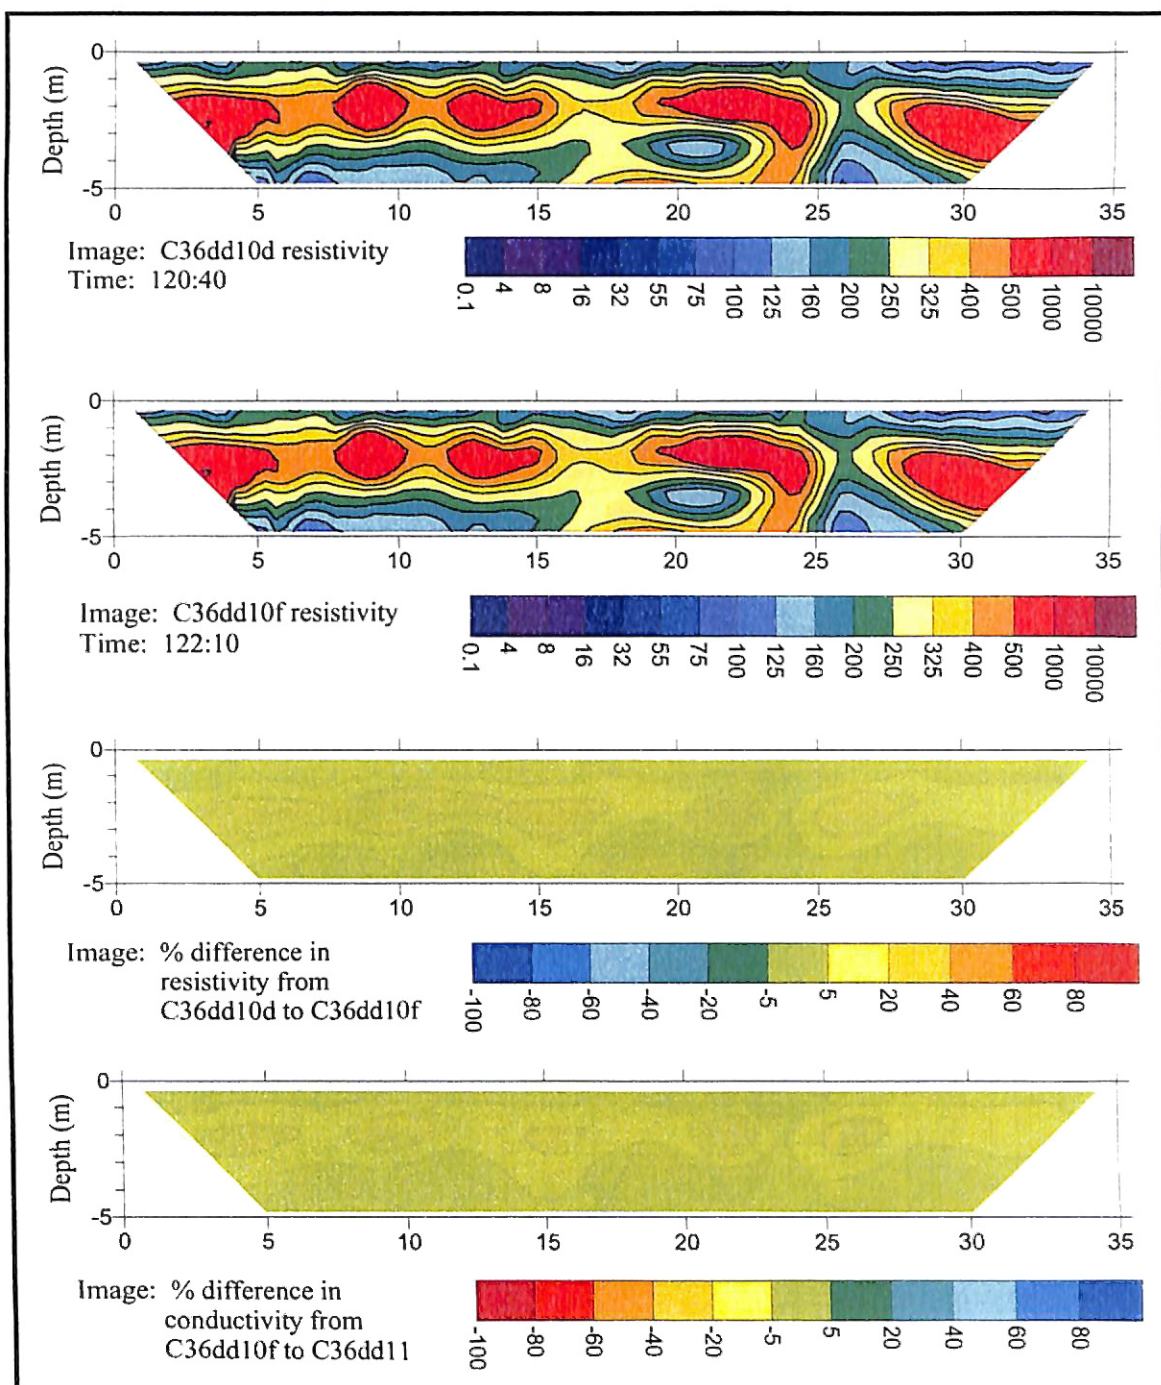 0
Depth (m)
-5
0 5 10 15 20 25 30 35
Image: C36dd10d resistivity
Time: 120:40
0.1 4 8 16 32 55 75 100 125 160 200 250 325 400 500 1000 10000
0
Depth (m)
-5
0 5 10 15 20 25 30 35
Image: C36dd10f resistivity
Time: 122:10
0.1 4 8 16 32 55 75 100 125 160 200 250 325 400 500 1000 10000
0
Depth (m)
-5
0 5 10 15 20 25 30 35
Image: % difference in
resistivity from
C36dd10d to C36dd10f
-100 -80 -60 -40 -20 -5 5 20 40 60 80
0
Depth (m)
-5
0 5 10 15 20 25 30 35
Image: % difference in
conductivity from
C36dd10f to C36dd11
-100 -80 -60 -40 -20 -5 5 20 40 60 80